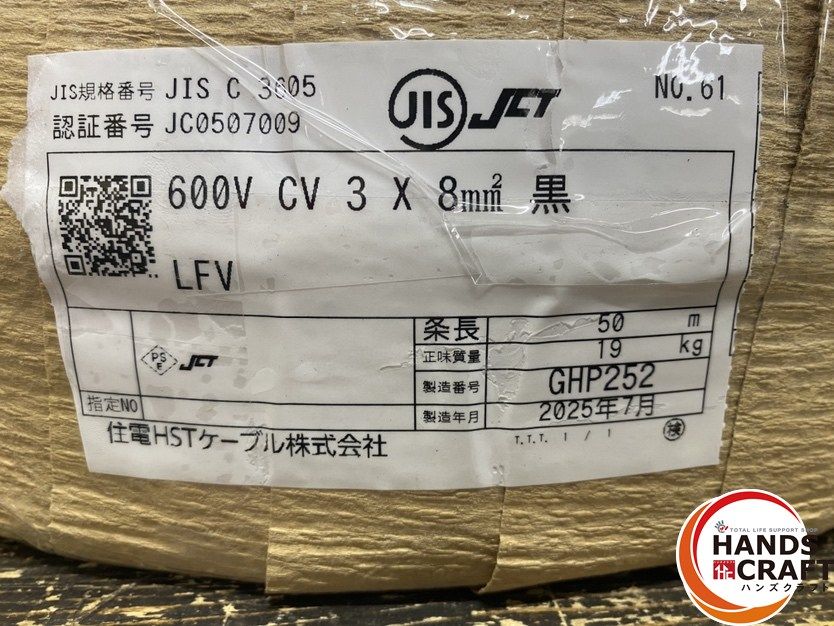 JIS規格番号 JIS C 3605
認証番号 JC0507009
JIS JCT NO.61
600V CV 3 X 8mm² 黒
LFV
PS E JCT
指定NO
条長 50 m
正味質量 19 kg
製造番号 GHP252
製造年月 2025年7月
住電HSTケーブル株式会社
T.T.T. 1 / 1 検
TOTAL LIFE SUPPORT SHOP
HANDS
CRAFT
ハンズクラフト